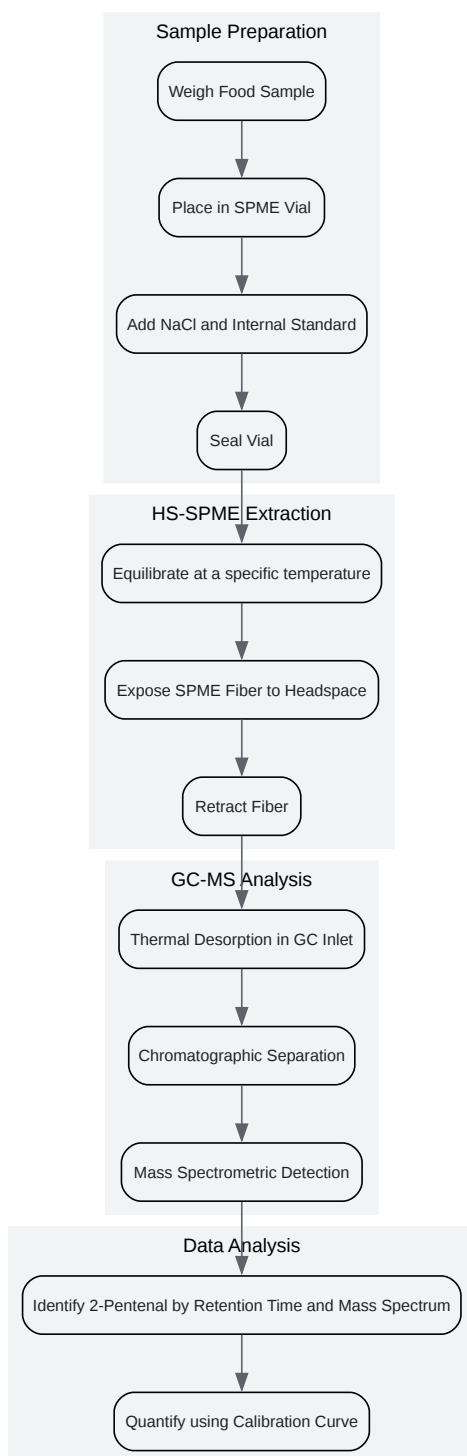 Sample Preparation
Weigh Food Sample
Place in SPME Vial
Add NaCl and Internal Standard
Seal Vial
HS-SPME Extraction
Equilibrate at a specific temperature
Expose SPME Fiber to Headspace
Retract Fiber
GC-MS Analysis
Thermal Desorption in GC Inlet
Chromatographic Separation
Mass Spectrometric Detection
Data Analysis
Identify 2-Pentenal by Retention Time and Mass Spectrum
Quantify using Calibration Curve